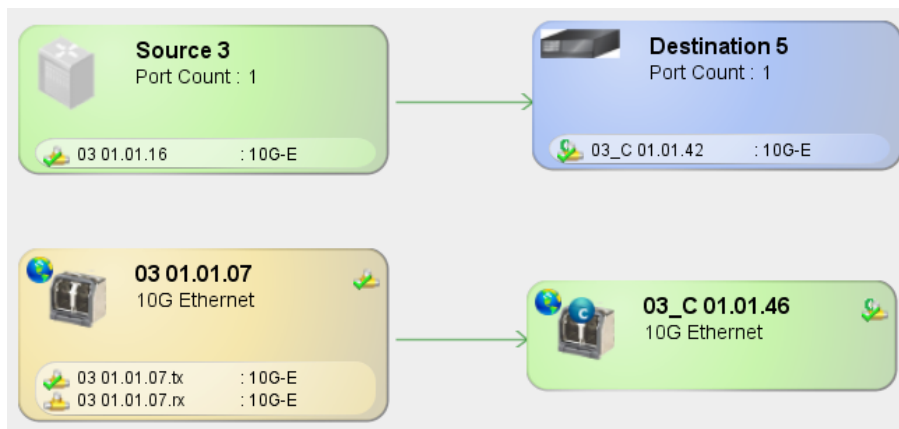 Source 3
Port Count : 1
03 01.01.16 : 10G-E
Destination 5
Port Count : 1
03_C 01.01.42 : 10G-E
03 01.01.07
10G Ethernet
03 01.01.07.tx : 10G-E
03 01.01.07.rx : 10G-E
C
03_C 01.01.46
10G Ethernet